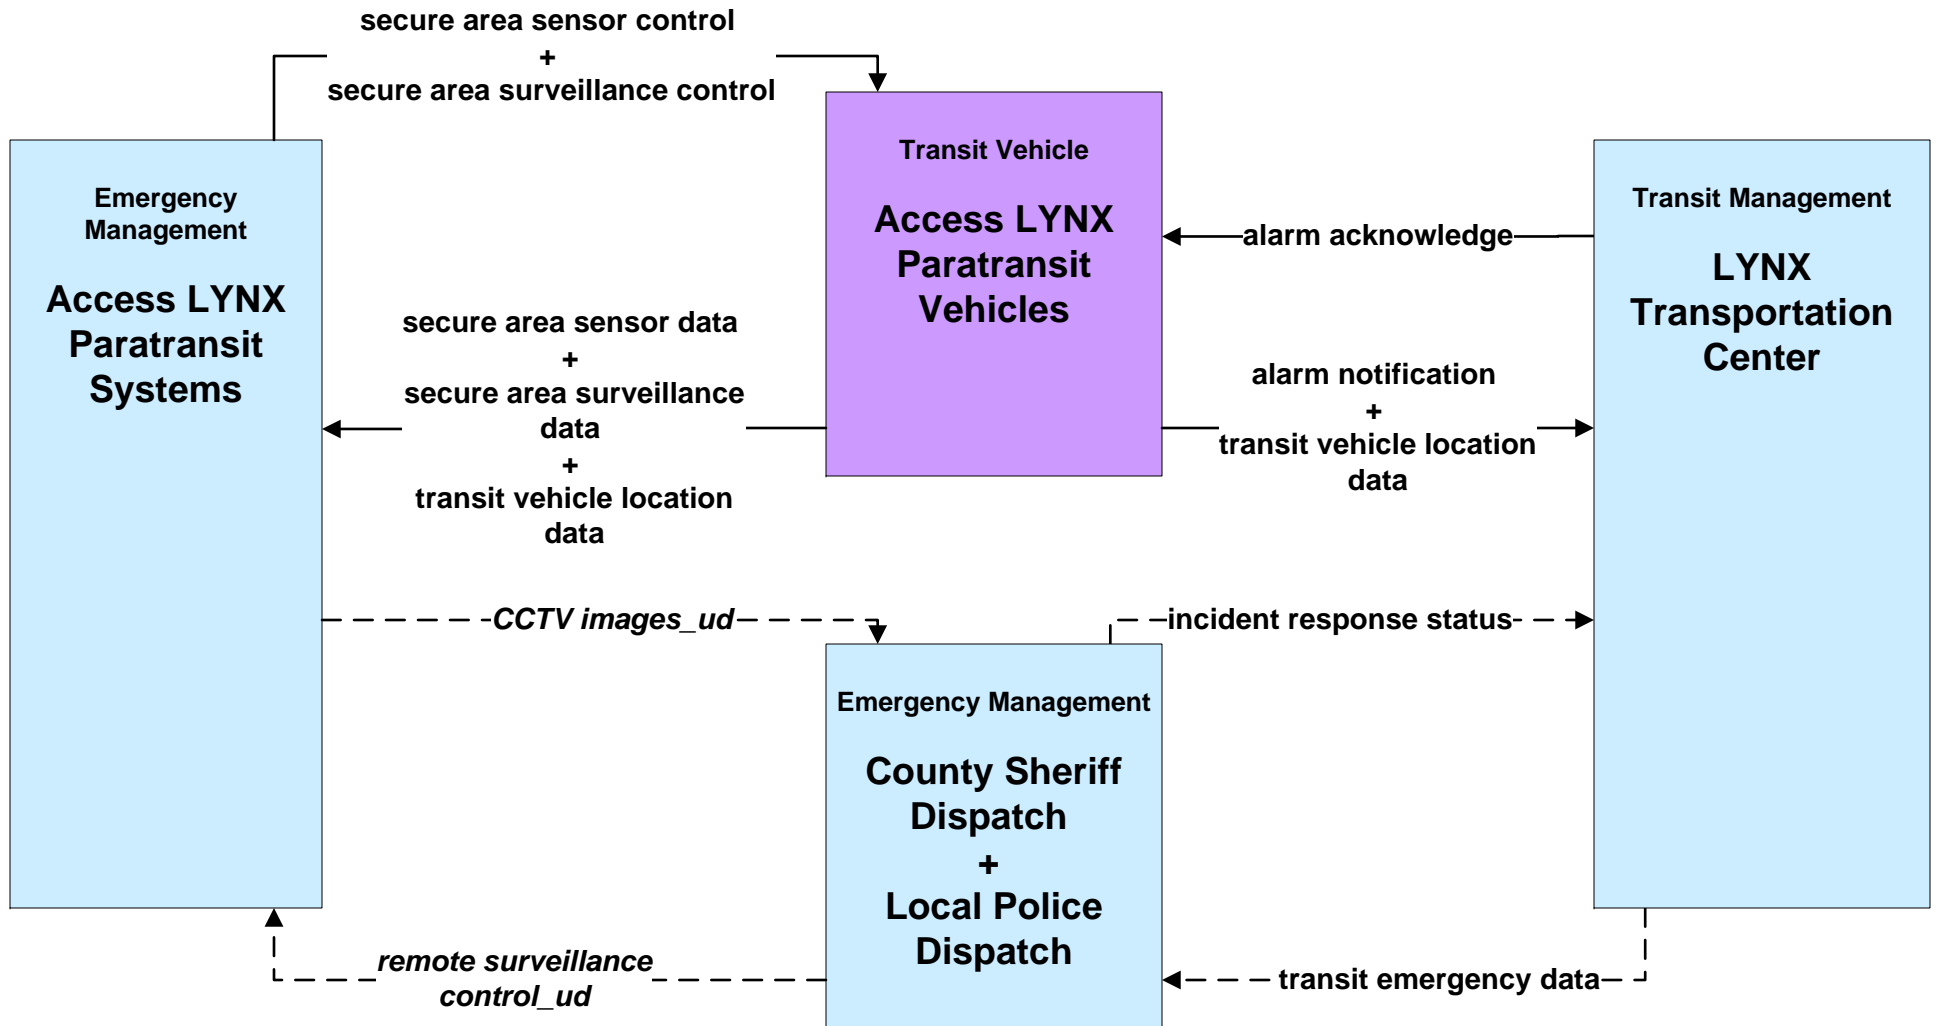 secure area sensor control
+
secure area surveillance control
Emergency
Management
Access LYNX
Paratransit
Systems
Transit Vehicle
Access LYNX
Paratransit
Vehicles
Transit Management
LYNX
Transportation
Center
alarm acknowledge
secure area sensor data
+
secure area surveillance
data
+
transit vehicle location
data
alarm notification
+
transit vehicle location
data
CCTV images_ud
incident response status
Emergency Management
County Sheriff
Dispatch
+
Local Police
Dispatch
remote surveillance
control_ud
transit emergency data